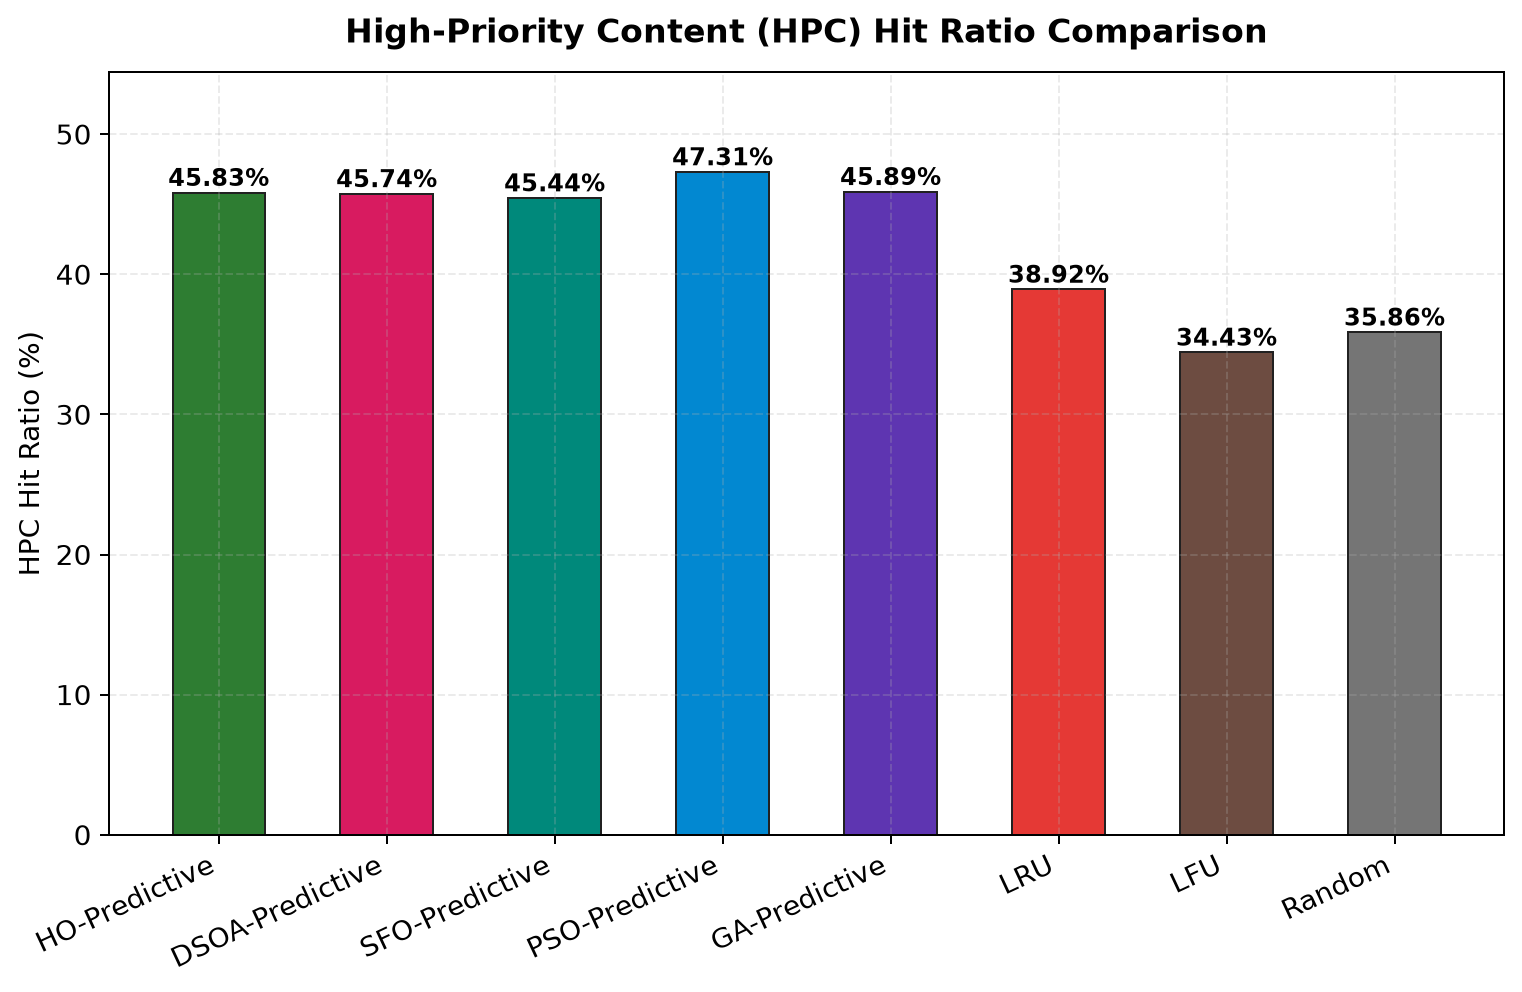 High-Priority Content (HPC) Hit Ratio Comparison
HPC Hit Ratio (%)
50
40
30
20
10
0
45.83%
45.74%
45.44%
47.31%
45.89%
38.92%
34.43%
35.86%
HO-Predictive
DSOA-Predictive
SFO-Predictive
PSO-Predictive
GA-Predictive
LRU
LFU
Random